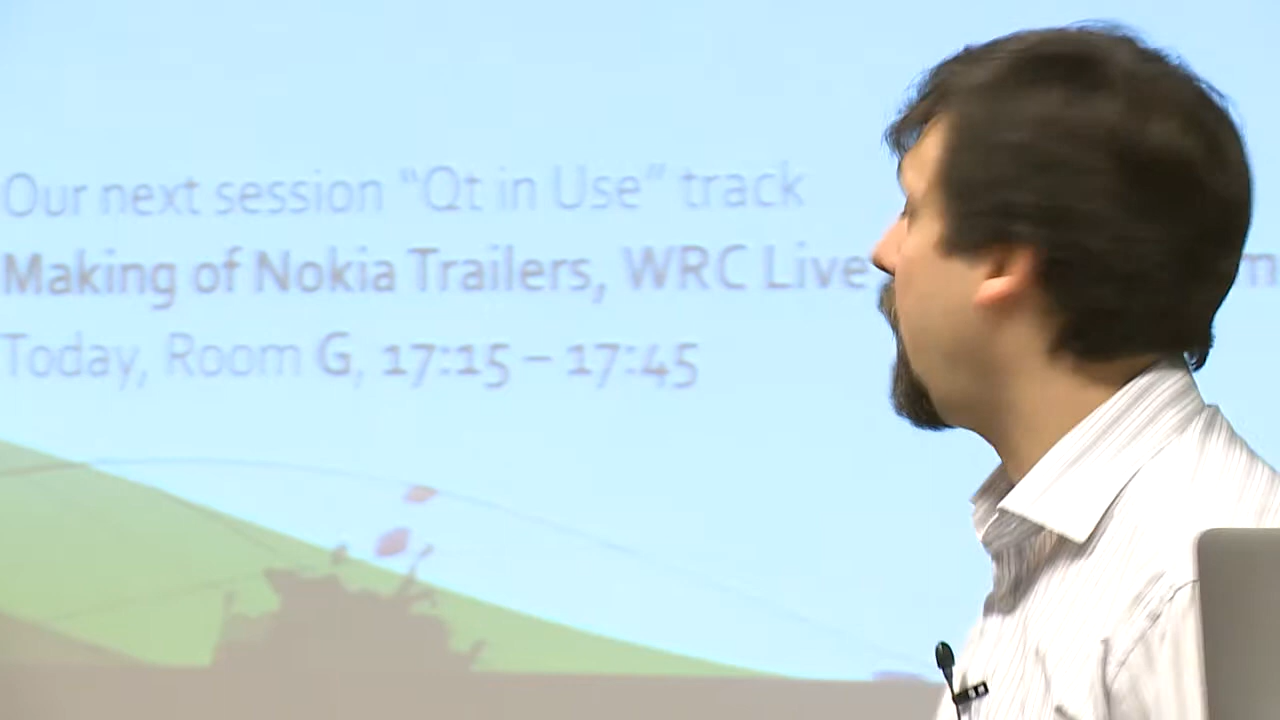 Our next session “Qt in Use” track
Making of Nokia Trailers, WRC Live m
Today, Room G, 17:15 – 17:45